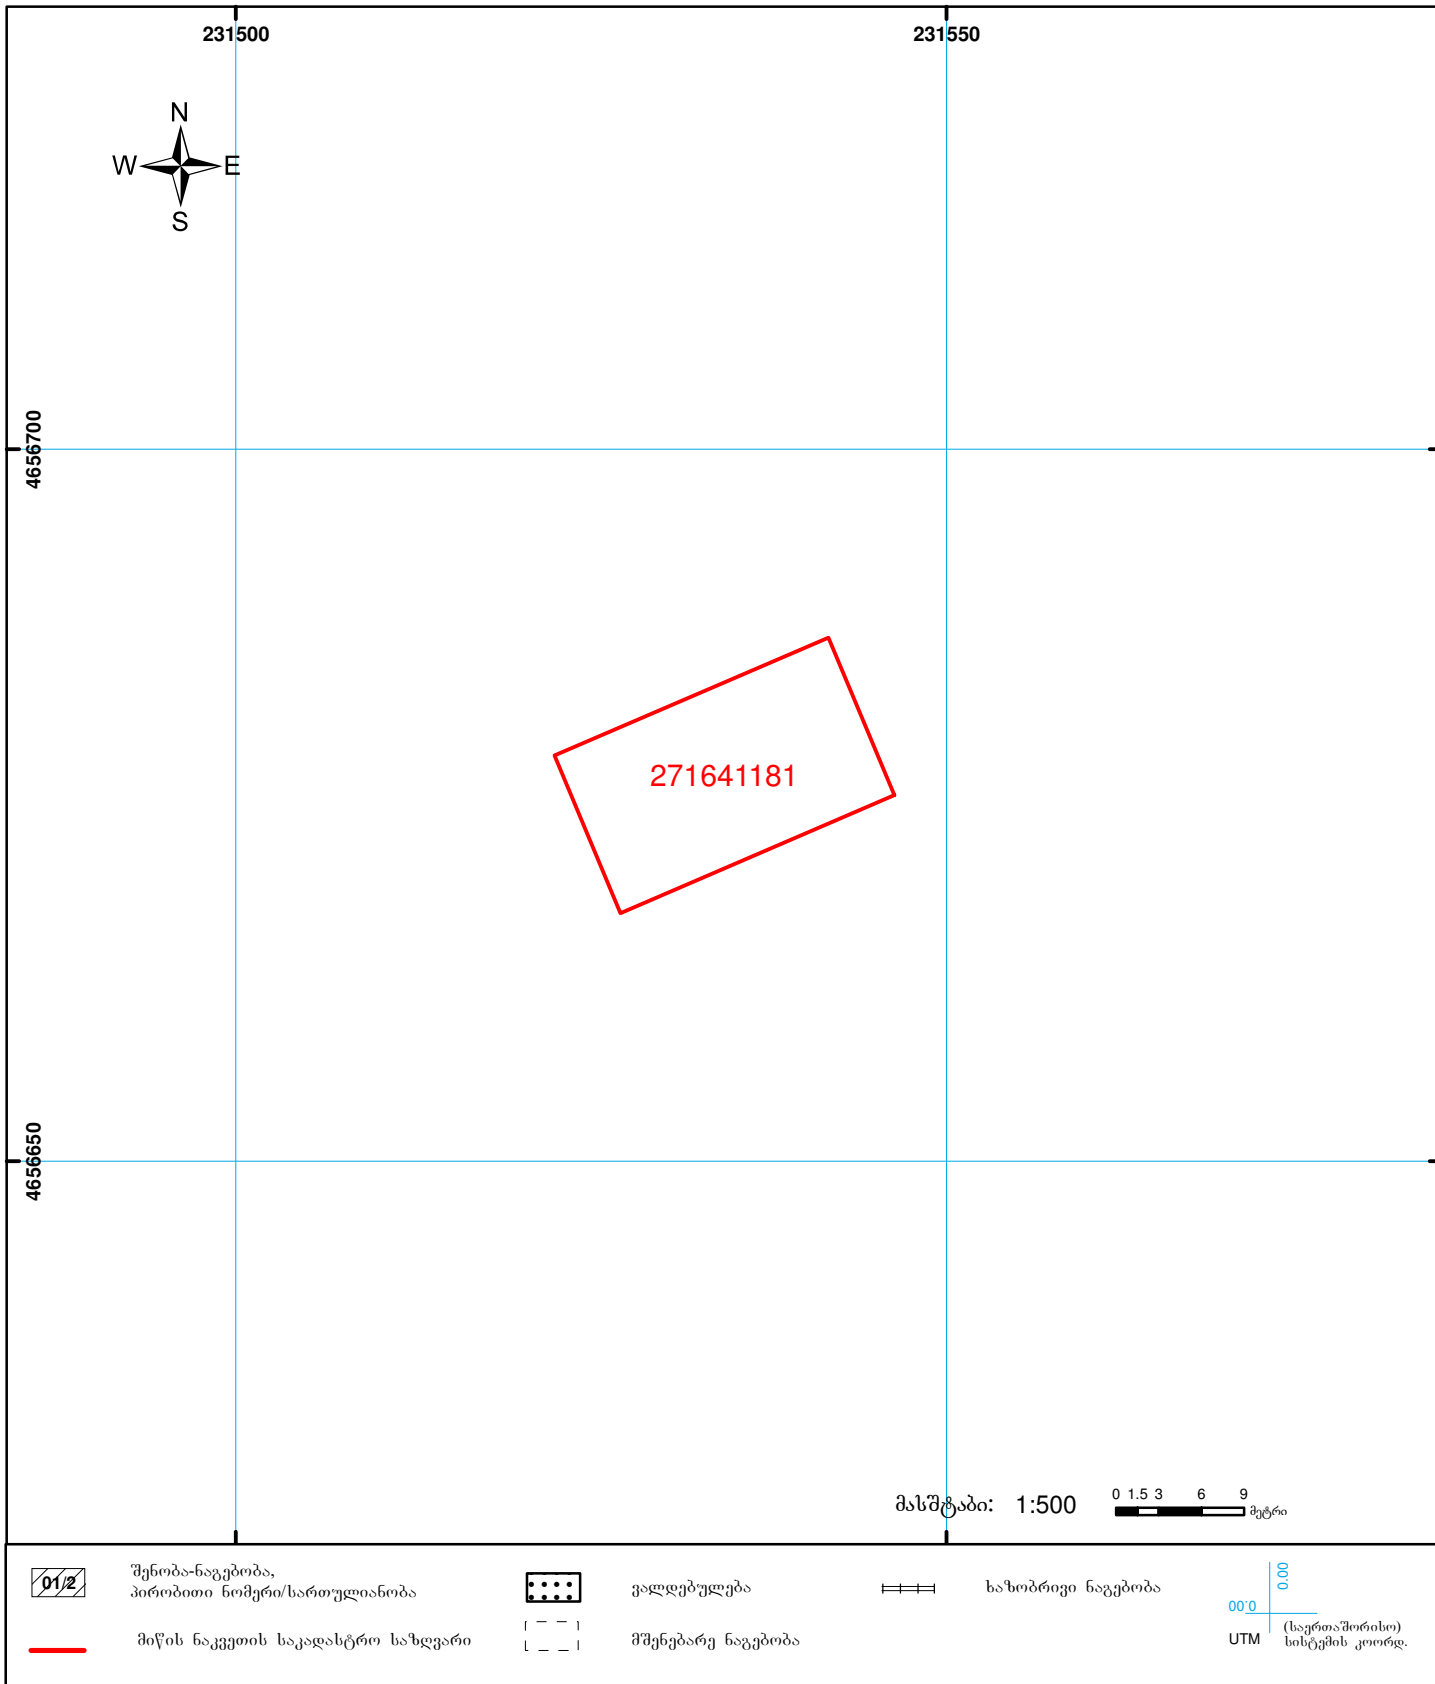 231500
231550
N
W
E
S
4656700
271641181
4656650
მასშტაბი: 1:500
0 1.5 3 6 9
მეტრი
01/2
შენობა-ნაგებობა,
პირობითი ნომერი/სართულიანობა
ვალდებულება
ხაზობრივი ნაგებობა
0.00
00.0
მიწის ნაკვეთის საკადასტრო საზღვარი
მშენებარე ნაგებობა
UTM
(საერთაშორისო)
სისტემის კოორდ.